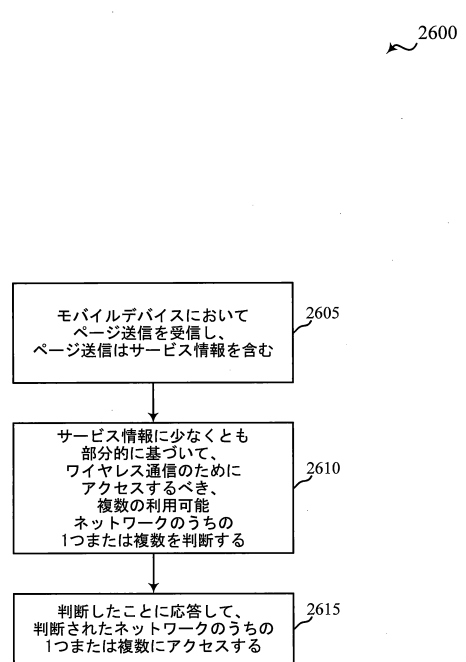 2600
モバイルデバイスにおいて
ページ送信を受信し、
ページ送信はサービス情報を含む
2605
サービス情報に少なくとも
部分的に基づいて、
ワイヤレス通信のために
アクセスするべき、
複数の利用可能
ネットワークのうちの
1つまたは複数を判断する
2610
判断したことに応答して、
判断されたネットワークのうちの
1つまたは複数にアクセスする
2615